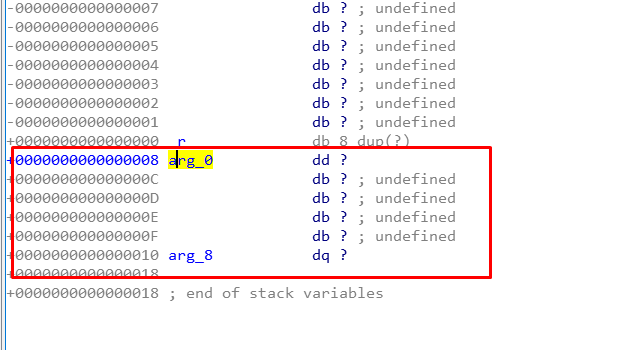 -0000000000000007 db ? ; undefined
-0000000000000006 db ? ; undefined
-0000000000000005 db ? ; undefined
-0000000000000004 db ? ; undefined
-0000000000000003 db ? ; undefined
-0000000000000002 db ? ; undefined
-0000000000000001 db ? ; undefined
+0000000000000000 r db 8 dup(?)
+0000000000000008 arg_0 dd ?
+000000000000000C db ? ; undefined
+000000000000000D db ? ; undefined
+000000000000000E db ? ; undefined
+000000000000000F db ? ; undefined
+0000000000000010 arg_8 dq ?
+0000000000000018
+0000000000000018 ; end of stack variables